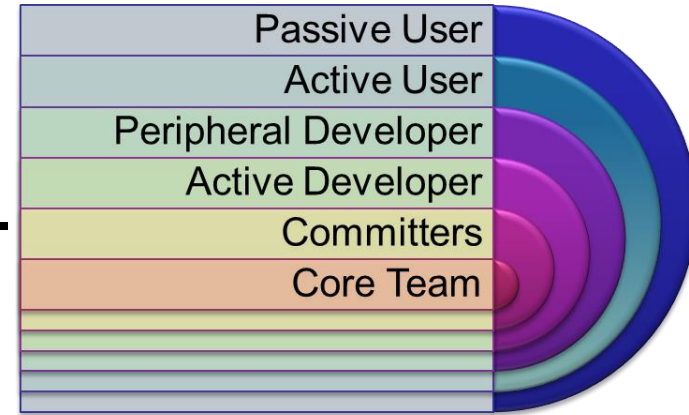 Passive User
Active User
Peripheral Developer
Active Developer
Committers
Core Team